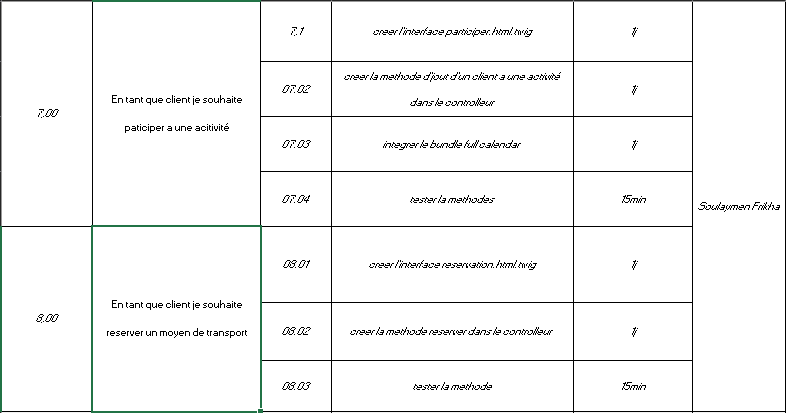 7,1
creer l'interface participer.html.twig
1j
07.02
creer la methode d'jout d'un client a une activité
dans le controlleur
1j
7,00
En tant que client je souhaite
paticiper a une acitivité
07.03
integrer le bundle full calendar
1j
07.04
tester la methodes
15min
Soulaymen Frikha
08.01
creer l'interface reservation.html.twig
1j
8,00
En tant que client je souhaite
reserver un moyen de transport
08.02
creer la methode reserver dans le controlleur
1j
08.03
tester la methode
15min